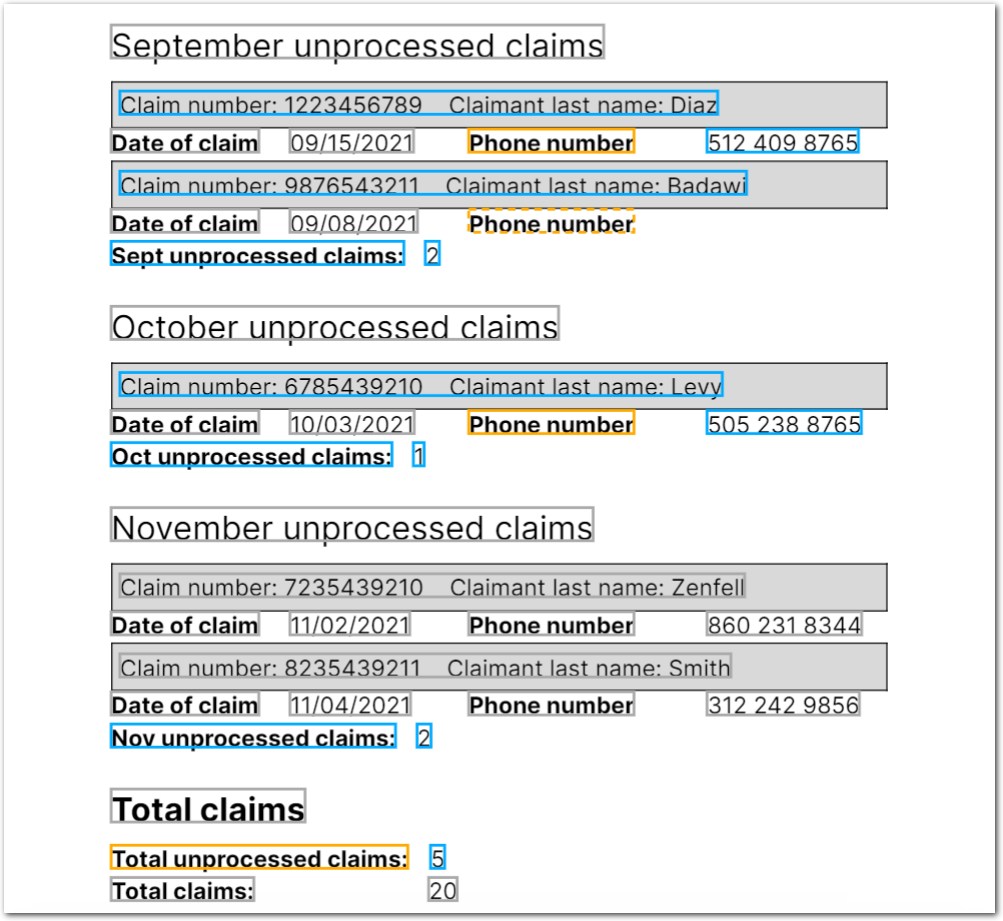 September unprocessed claims
Claim number: 1223456789 Claimant last name: Diaz
Date of claim 09/15/2021 Phone number 512 409 8765
Claim number: 9876543211 Claimant last name: Badawi
Date of claim 09/08/2021 Phone number
Sept unprocessed claims: 2
October unprocessed claims
Claim number: 6785439210 Claimant last name: Levy
Date of claim 10/03/2021 Phone number 505 238 8765
Oct unprocessed claims: 1
November unprocessed claims
Claim number: 7235439210 Claimant last name: Zenfell
Date of claim 11/02/2021 Phone number 860 231 8344
Claim number: 8235439211 Claimant last name: Smith
Date of claim 11/04/2021 Phone number 312 242 9856
Nov unprocessed claims: 2
Total claims
Total unprocessed claims: 5
Total claims: 20